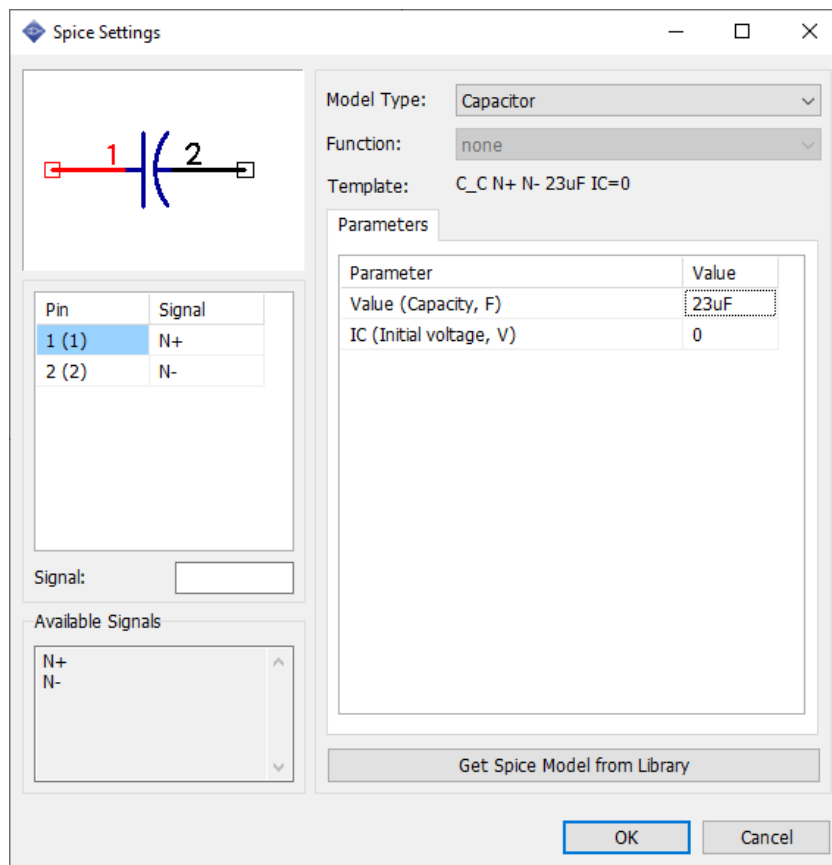 Spice Settings
1
2
Pin Signal
1 (1) N+
2 (2) N-
Signal:
Available Signals
N+
N-
Model Type: Capacitor
Function: none
Template: C_C N+ N- 23uF IC=0
Parameters
Parameter Value
Value (Capacity, F) 23uF
IC (Initial voltage, V) 0
Get Spice Model from Library
OK Cancel